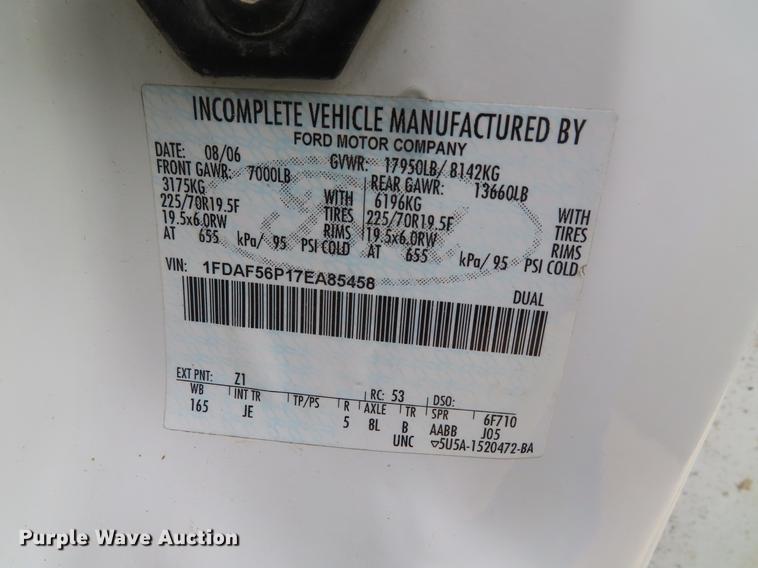 INCOMPLETE VEHICLE MANUFACTURED BY
FORD MOTOR COMPANY
DATE: 08/06 GVWR: 17950LB/ 8142KG
FRONT GAWR: 7000LB REAR GAWR: 13660LB
3175KG WITH 6196KG WITH
225/70R19.5F TIRES 225/70R19.5F TIRES
19.5x6.0RW RIMS 19.5x6.0RW RIMS
AT 655 kPa/ 95 PSI COLD AT 655 kPa/ 95 PSI COLD
VIN: 1FDAF56P17EA85458 DUAL
EXT PNT: Z1 RC: 53 DSO:
WB INT TR TP/PS R AXLE TR SPR 6F710
165 JE 5 8L B AABB J05
UNC ▽5U5A-1520472-BA
Purple Wave Auction